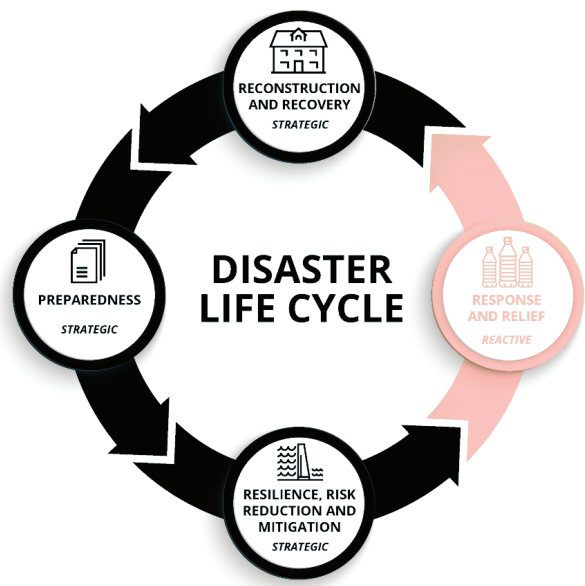 RECONSTRUCTION
AND RECOVERY
STRATEGIC
DISASTER
LIFE CYCLE
PREPAREDNESS
STRATEGIC
RESPONSE
AND RELIEF
REACTIVE
RESILIENCE, RISK
REDUCTION AND
MITIGATION
STRATEGIC